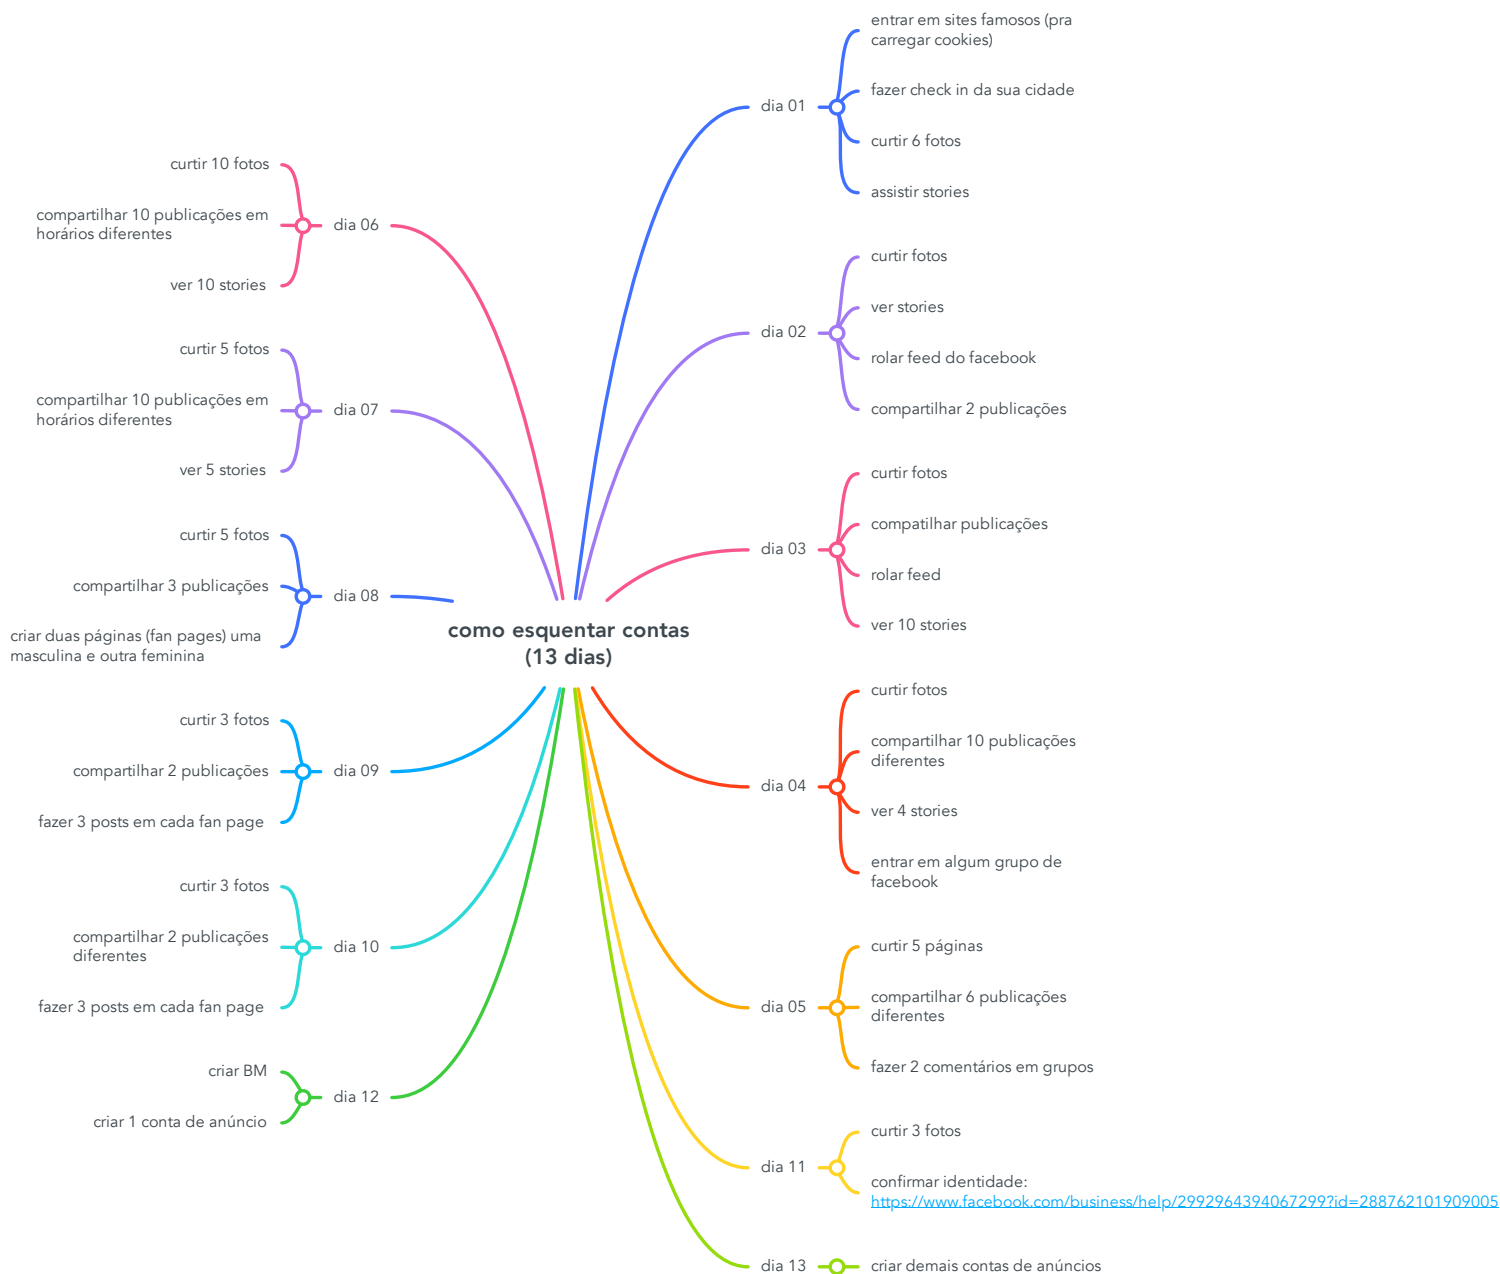 como esquentar contas
(13 dias)
dia 01
entrar em sites famosos (pra
carregar cookies)
fazer check in da sua cidade
curtir 6 fotos
assistir stories
dia 02
curtir fotos
ver stories
rolar feed do facebook
compartilhar 2 publicações
dia 03
curtir fotos
compatilhar publicações
rolar feed
ver 10 stories
dia 04
curtir fotos
compartilhar 10 publicações
diferentes
ver 4 stories
entrar em algum grupo de
facebook
dia 05
curtir 5 páginas
compartilhar 6 publicações
diferentes
fazer 2 comentários em grupos
dia 06
curtir 10 fotos
compartilhar 10 publicações em
horários diferentes
ver 10 stories
dia 07
curtir 5 fotos
compartilhar 10 publicações em
horários diferentes
ver 5 stories
dia 08
curtir 5 fotos
compartilhar 3 publicações
criar duas páginas (fan pages) uma
masculina e outra feminina
dia 09
curtir 3 fotos
compartilhar 2 publicações
fazer 3 posts em cada fan page
dia 10
curtir 3 fotos
compartilhar 2 publicações
diferentes
fazer 3 posts em cada fan page
dia 11
curtir 3 fotos
confirmar identidade:
https://www.facebook.com/business/help/2992964394067299?id=288762101909005
dia 12
criar BM
criar 1 conta de anúncio
dia 13
criar demais contas de anúncios